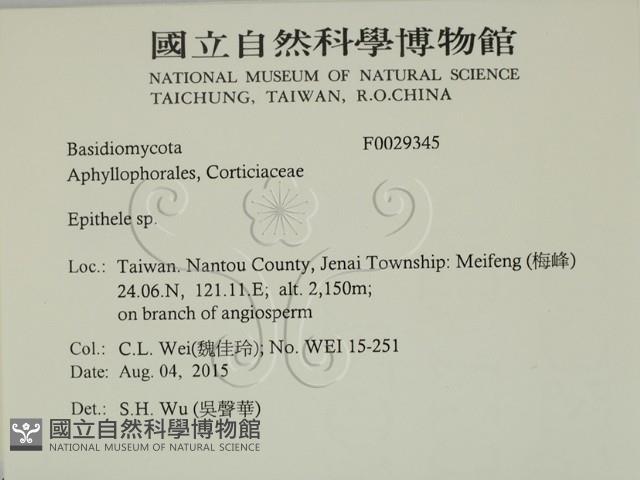 國立自然科學博物館
NATIONAL MUSEUM OF NATURAL SCIENCE
TAICHUNG, TAIWAN, R.O.CHINA
Basidiomycota F0029345
Aphyllophorales, Corticiaceae
Epithele sp.
Loc.: Taiwan. Nantou County, Jenai Township: Meifeng (梅峰)
24.06.N, 121.11.E; alt. 2,150m;
on branch of angiosperm
Col.: C.L. Wei(魏佳玲); No. WEI 15-251
Date: Aug. 04, 2015
Det.: S.H. Wu (吳聲華)
國立自然科學博物館
NATIONAL MUSEUM OF NATURAL SCIENCE